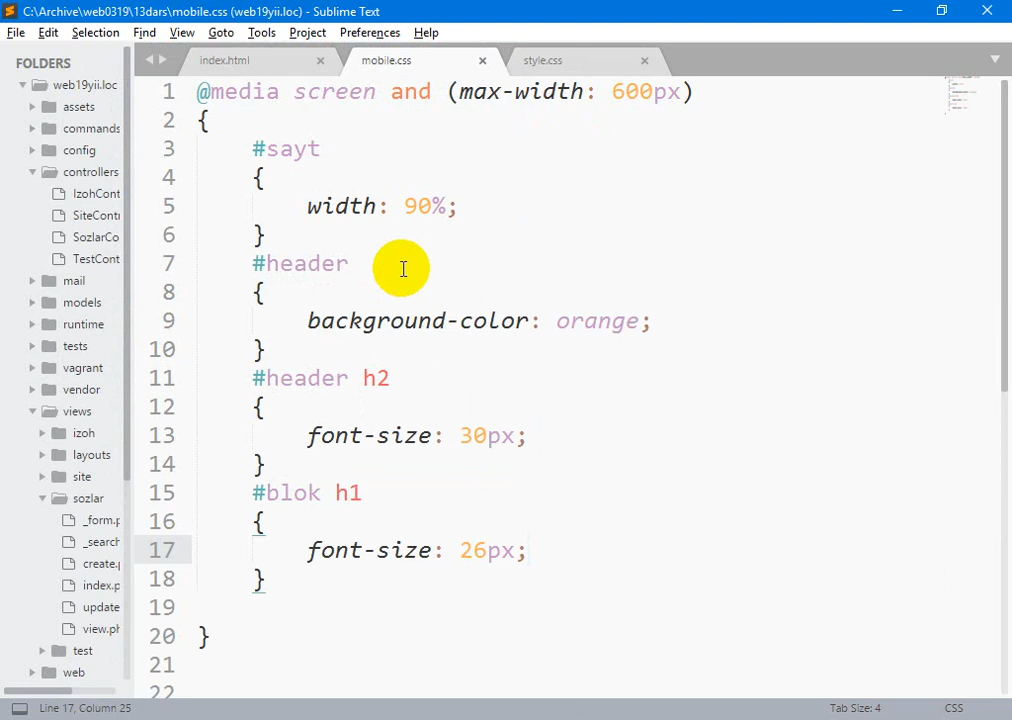 C:\Archive\web0319\13dars\mobile.css (web19yii.loc) - Sublime Text
File Edit Selection Find View Goto Tools Project Preferences Help
FOLDERS
web19yii.loc
assets
commands
config
controllers
IzohCont
SiteContr
SozlarCo
TestCont
mail
models
runtime
tests
vagrant
vendor
views
izoh
layouts
site
sozlar
_form.p
_search
create.p
index.p
update
view.ph
test
web
index.html mobile.css style.css
1 @media screen and (max-width: 600px)
2 {
3 #sayt
4 {
5 width: 90%;
6 }
7 #header
8 {
9 background-color: orange;
10 }
11 #header h2
12 {
13 font-size: 30px;
14 }
15 #blok h1
16 {
17 font-size: 26px;
18 }
19
20 }
21
22
Line 17, Column 25 Tab Size: 4 CSS